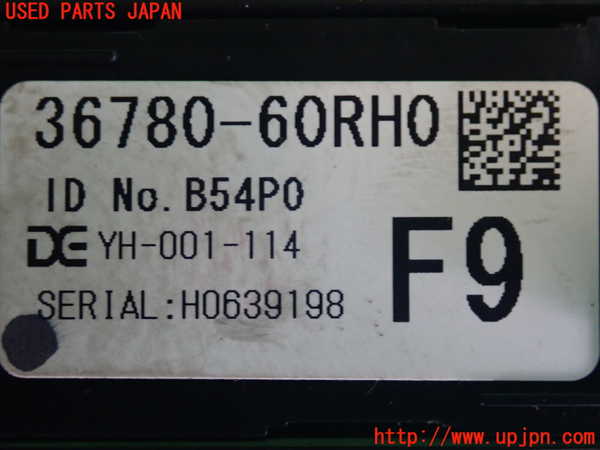 USED PARTS JAPAN
36780-60RH0
ID No. B54P0
DE YH-001-114
F9
SERIAL:H0639198
http://www.upjpn.com/